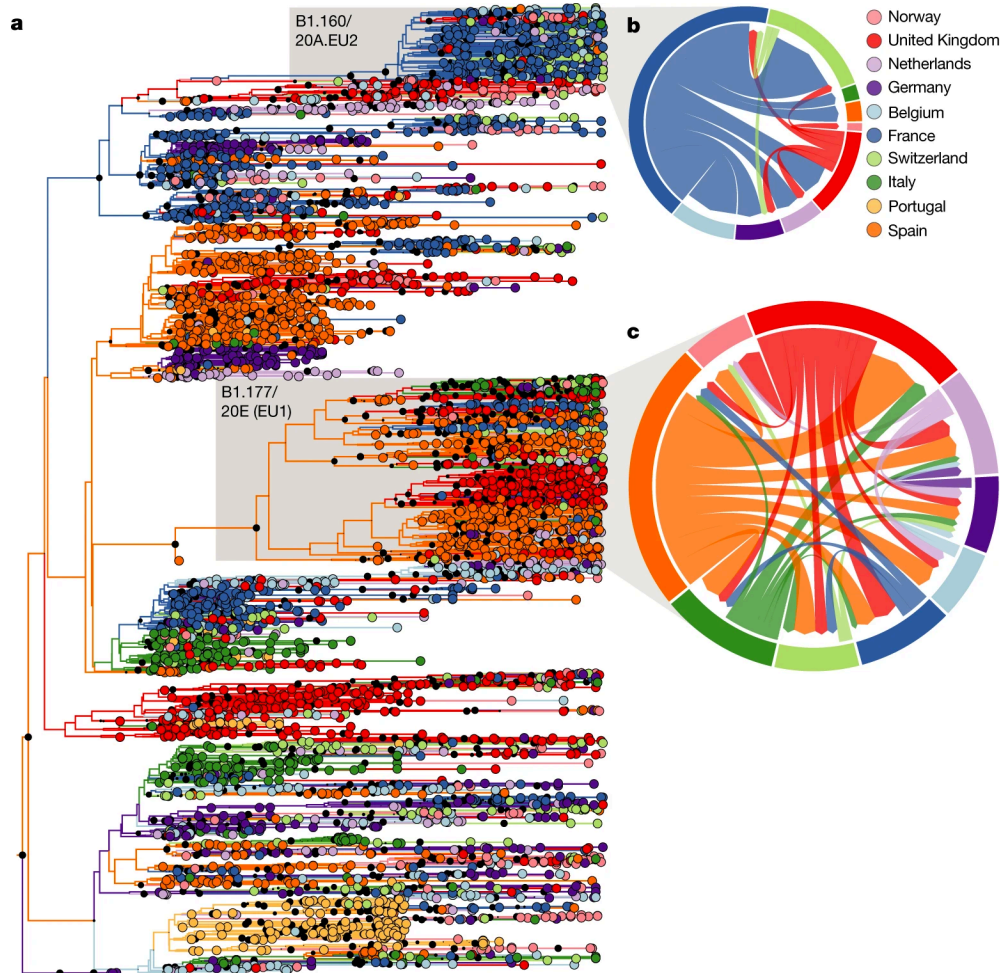 a
B1.160/
20A.EU2
b
Norway
United Kingdom
Netherlands
Germany
Belgium
France
Switzerland
Italy
Portugal
Spain
B1.177/
20E (EU1)
c